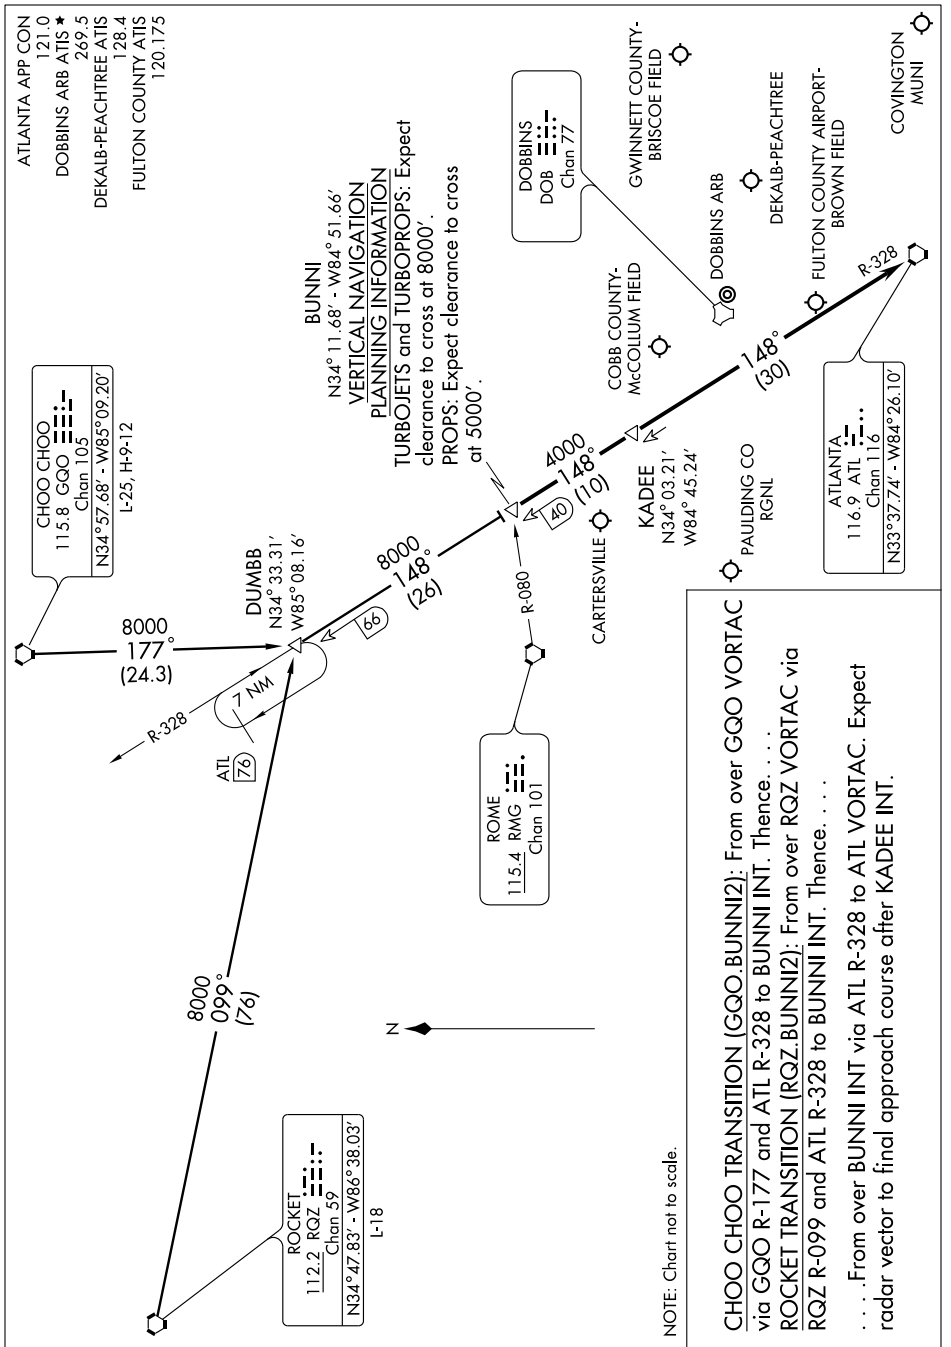 ATLANTA APP CON
121.0
DOBBINS ARB ATIS ★
269.5
DEKALB-PEACHTREE ATIS
128.4
FULTON COUNTY ATIS
120.175
CHOO CHOO
115.8 GQO
Chan 105
N34°57.68' - W85°09.20'
L-25, H-9-12
8000
177°
(24.3)
R-328
ATL
76
7 NM
DUMBB
N34° 33.31'
W85° 08.16'
66
8000
148°
(26)
BUNNI
N34° 11.68' - W84° 51.66'
VERTICAL NAVIGATION
PLANNING INFORMATION
TURBOJETS and TURBOPROPS: Expect
clearance to cross at 8000'.
PROPS: Expect clearance to cross
at 5000'.
DOBBINS
DOB
Chan 77
GWINNETT COUNTY-
BRISCOE FIELD
COVINGTON
MUNI
DEKALB-PEACHTREE
DOBBINS ARB
FULTON COUNTY AIRPORT-
BROWN FIELD
COBB COUNTY-
McCOLLUM FIELD
R-328
148°
(30)
4000
148°
(10)
40
KADEE
N34° 03.21'
W84° 45.24'
CARTERSVILLE
PAULDING CO
RGNL
ATLANTA
116.9 ATL
Chan 116
N33°37.74' - W84°26.10'
R-080
ROME
115.4 RMG
Chan 101
8000
099°
(76)
N
ROCKET
112.2 RQZ
Chan 59
N34°47.83' - W86°38.03'
L-18
NOTE: Chart not to scale.
CHOO CHOO TRANSITION (GQO.BUNNI2): From over GQO VORTAC
via GQO R-177 and ATL R-328 to BUNNI INT. Thence. . . .
ROCKET TRANSITION (RQZ.BUNNI2): From over RQZ VORTAC via
RQZ R-099 and ATL R-328 to BUNNI INT. Thence. . . .
. . . .From over BUNNI INT via ATL R-328 to ATL VORTAC. Expect
radar vector to final approach course after KADEE INT.